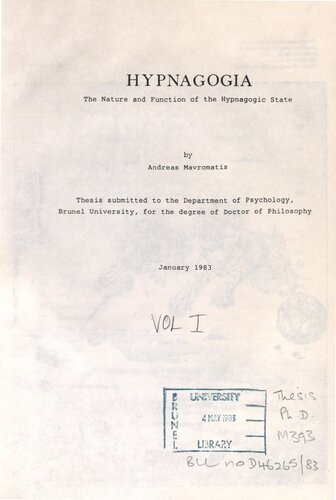 HYPNAGOGIA
The Nature and Function of the Hypnagogic State
by
Andreas Mavromatis
Thesis submitted to the Department of Psychology,
Brunel University, for the degree of Doctor of Philosophy
January 1983
VOL I
BRUNEL
UNIVERSITY
4 MAY 1983
LIBRARY
Thesis
Ph D.
M393
BLL no D46265/83